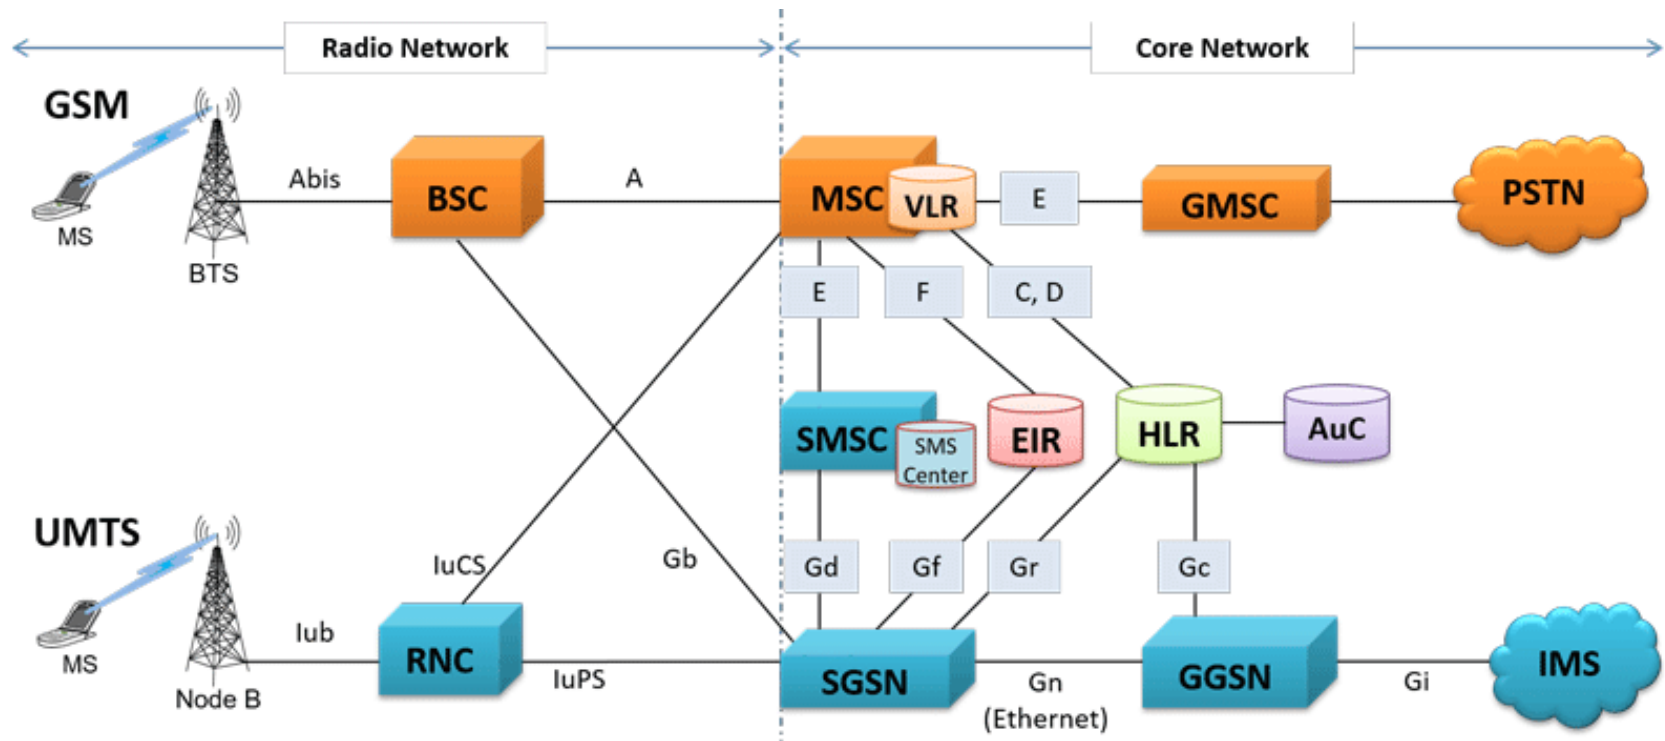 Radio Network
Core Network
GSM
MS
BTS
Abis
BSC
A
MSC
VLR
E
GMSC
PSTN
E
F
C, D
SMSC
SMS
Center
EIR
HLR
AuC
UMTS
MS
Node B
Iub
IuCS
Gb
RNC
IuPS
Gd
Gf
Gr
Gc
SGSN
Gn
(Ethernet)
GGSN
Gi
IMS